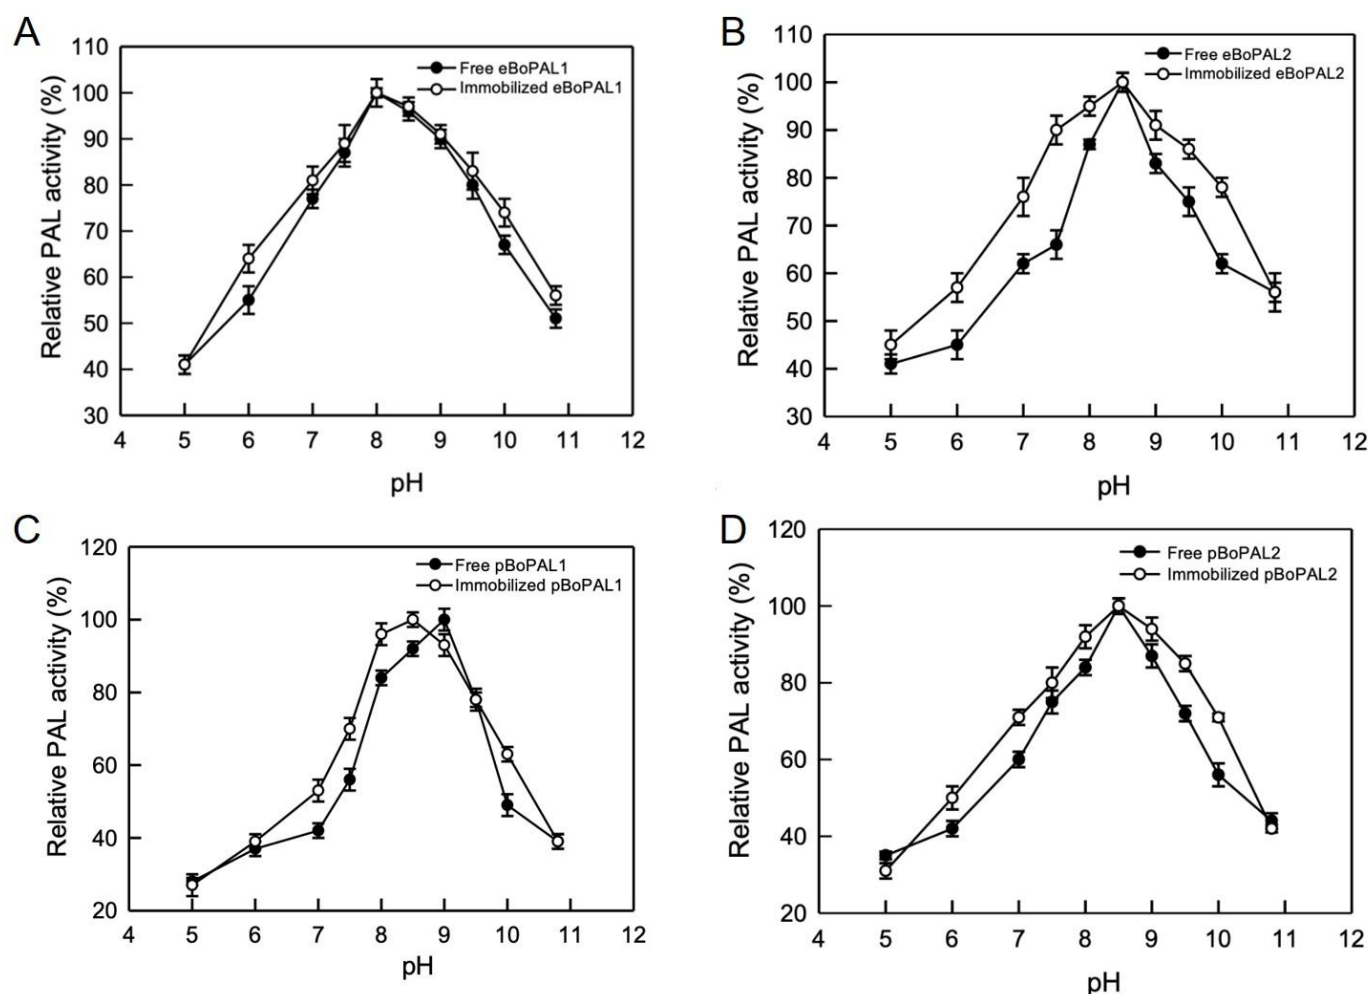 A
Relative PAL activity (%)
110
100
90
80
70
60
50
40
30
Free eBoPAL1
Immobilized eBoPAL1
4 5 6 7 8 9 10 11 12
pH
B
Relative PAL activity (%)
110
100
90
80
70
60
50
40
30
Free eBoPAL2
Immobilized eBoPAL2
4 5 6 7 8 9 10 11 12
pH
C
Relative PAL activity (%)
120
100
80
60
40
20
Free pBoPAL1
Immobilized pBoPAL1
4 5 6 7 8 9 10 11 12
pH
D
Relative PAL activity (%)
120
100
80
60
40
20
Free pBoPAL2
Immobilized pBoPAL2
4 5 6 7 8 9 10 11 12
pH